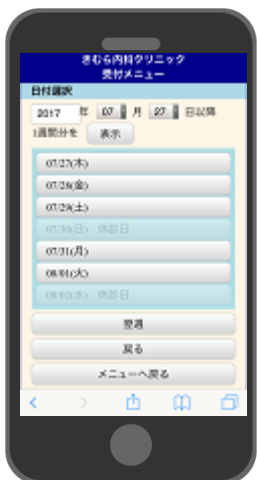 きむら内科クリニック
受付メニュー
日付選択
2017 年 07 月 27 日以降
1週間分を 表示
07/27(木)
07/28(金)
07/29(土)
07/30(日) 休診日
07/31(月)
08/01(火)
08/02(水) 休診日
翌週
戻る
メニューへ戻る